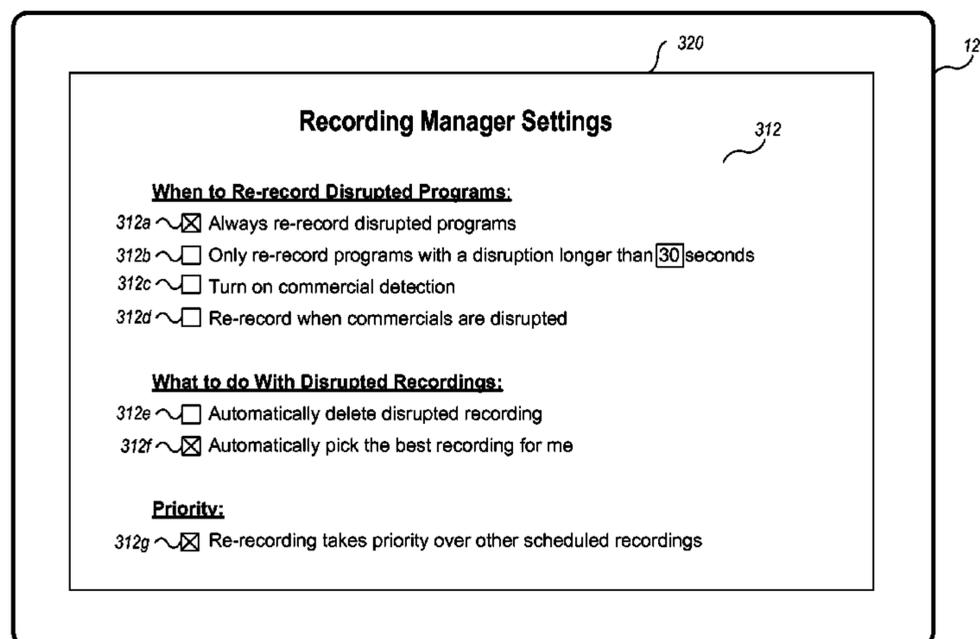 320
12
Recording Manager Settings
312
When to Re-record Disrupted Programs:
312a Always re-record disrupted programs
312b Only re-record programs with a disruption longer than 30 seconds
312c Turn on commercial detection
312d Re-record when commercials are disrupted
What to do With Disrupted Recordings:
312e Automatically delete disrupted recording
312f Automatically pick the best recording for me
Priority:
312g Re-recording takes priority over other scheduled recordings